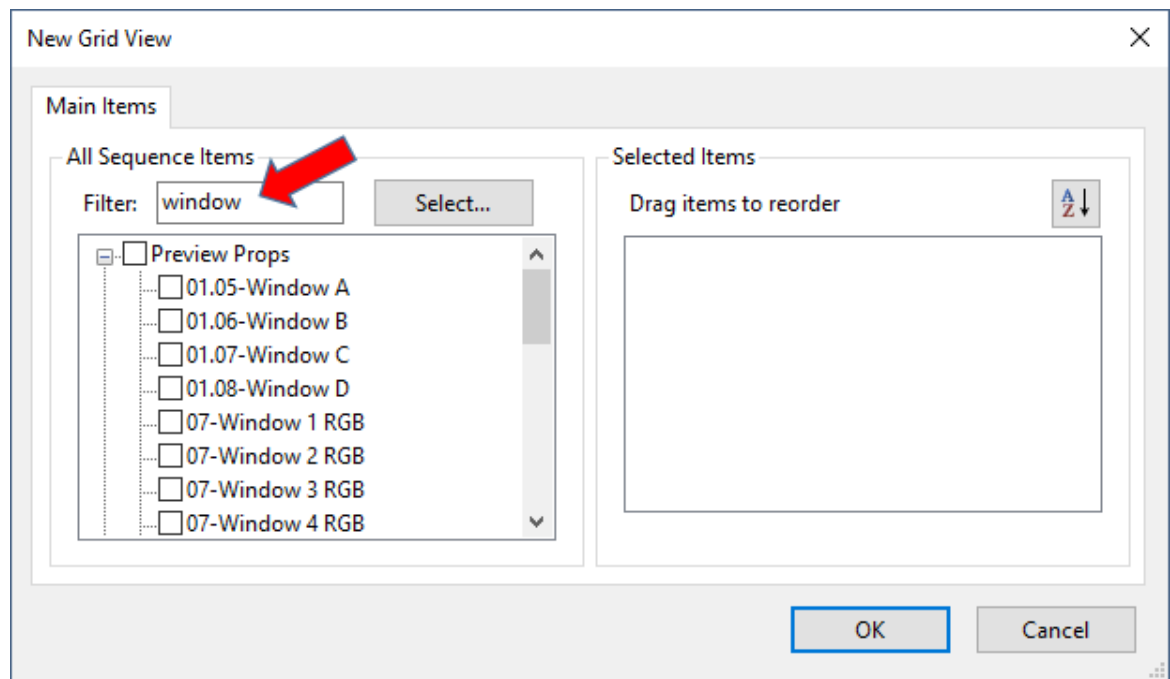 New Grid View
Main Items
All Sequence Items
Filter: window Select...
Preview Props
01.05-Window A
01.06-Window B
01.07-Window C
01.08-Window D
07-Window 1 RGB
07-Window 2 RGB
07-Window 3 RGB
07-Window 4 RGB
Selected Items
Drag items to reorder
A
Z
OK Cancel